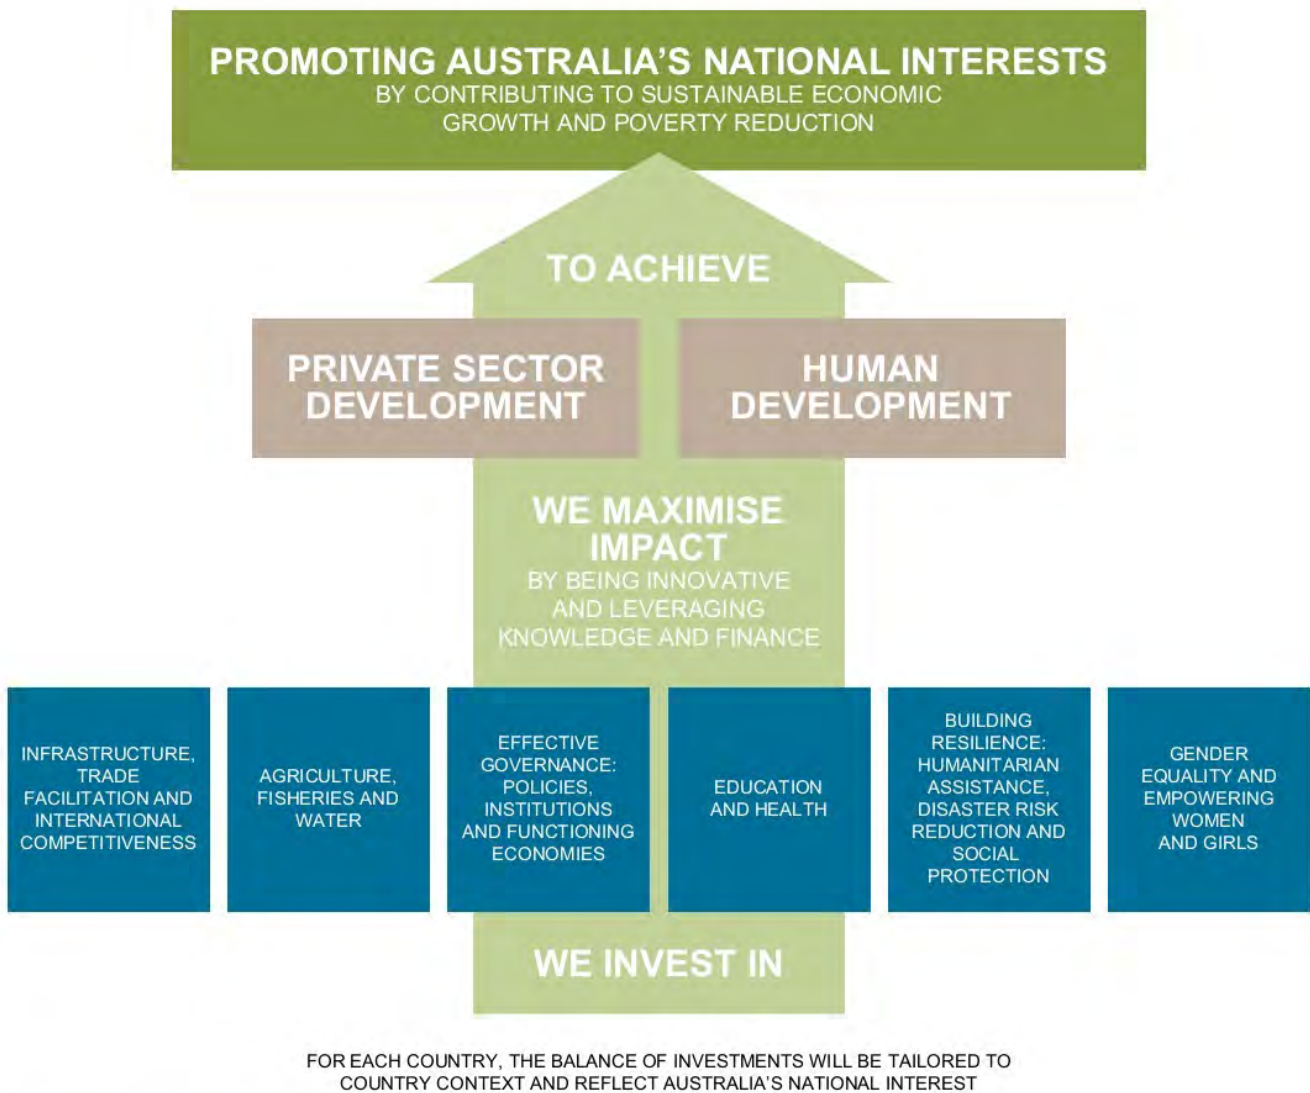 PROMOTING AUSTRALIA'S NATIONAL INTERESTS
BY CONTRIBUTING TO SUSTAINABLE ECONOMIC
GROWTH AND POVERTY REDUCTION
TO ACHIEVE
PRIVATE SECTOR
DEVELOPMENT
HUMAN
DEVELOPMENT
WE MAXIMISE
IMPACT
BY BEING INNOVATIVE
AND LEVERAGING
KNOWLEDGE AND FINANCE
INFRASTRUCTURE,
TRADE
FACILITATION AND
INTERNATIONAL
COMPETITIVENESS
AGRICULTURE,
FISHERIES AND
WATER
EFFECTIVE
GOVERNANCE:
POLICIES,
INSTITUTIONS
AND FUNCTIONING
ECONOMIES
EDUCATION
AND HEALTH
BUILDING
RESILIENCE:
HUMANITARIAN
ASSISTANCE,
DISASTER RISK
REDUCTION AND
SOCIAL
PROTECTION
GENDER
EQUALITY AND
EMPOWERING
WOMEN
AND GIRLS
WE INVEST IN
FOR EACH COUNTRY, THE BALANCE OF INVESTMENTS WILL BE TAILORED TO
COUNTRY CONTEXT AND REFLECT AUSTRALIA'S NATIONAL INTEREST